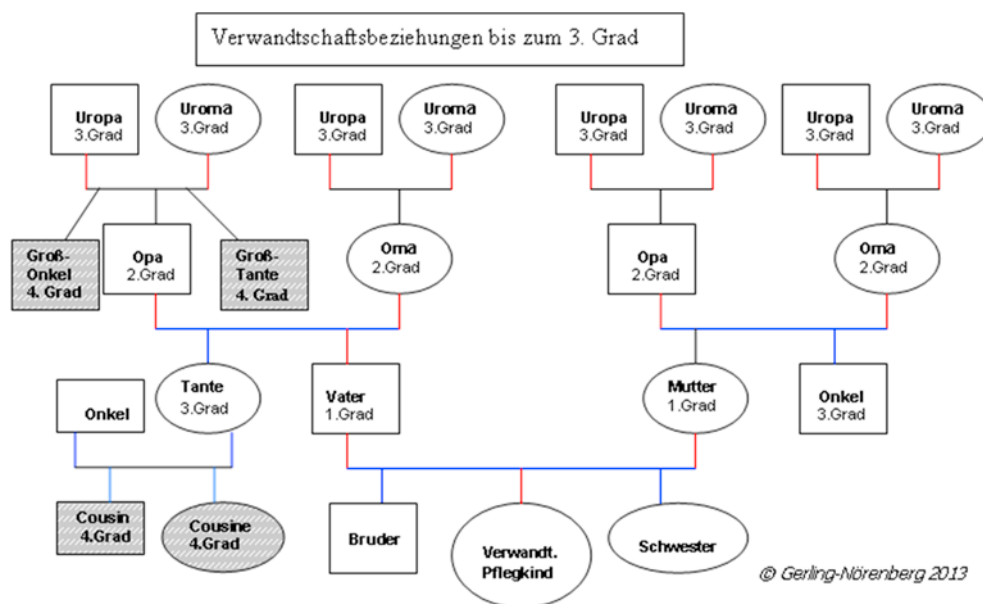 Verwandtschaftsbeziehungen bis zum 3. Grad
Uropa
3.Grad
Uroma
3.Grad
Uropa
3.Grad
Uroma
3.Grad
Uropa
3.Grad
Uroma
3.Grad
Uropa
3.Grad
Uroma
3.Grad
Groß-
Onkel
4. Grad
Opa
2.Grad
Groß-
Tante
4. Grad
Oma
2.Grad
Opa
2.Grad
Oma
2.Grad
Onkel
Tante
3.Grad
Vater
1.Grad
Mutter
1.Grad
Onkel
3.Grad
Cousin
4.Grad
Cousine
4.Grad
Bruder
Verwandt.
Pflegkind
Schwester
© Gerling-Nörenberg 2013